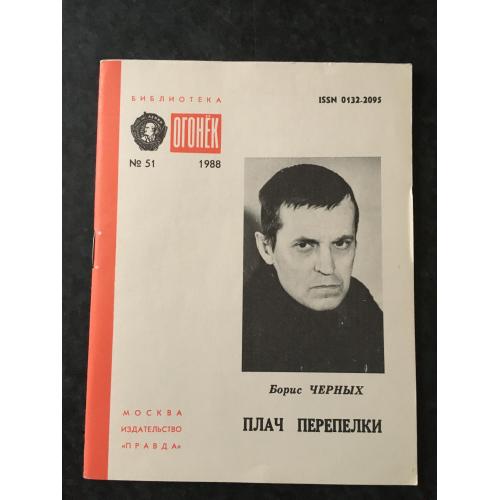 БИБЛИОТЕКА
ISSN 0132-2095
ОГОНЁК
№ 51 1988
Борис ЧЕРНЫХ
ПЛАЧ ПЕРЕПЕЛКИ
МОСКВА
ИЗДАТЕЛЬСТВО
«ПРАВДА»